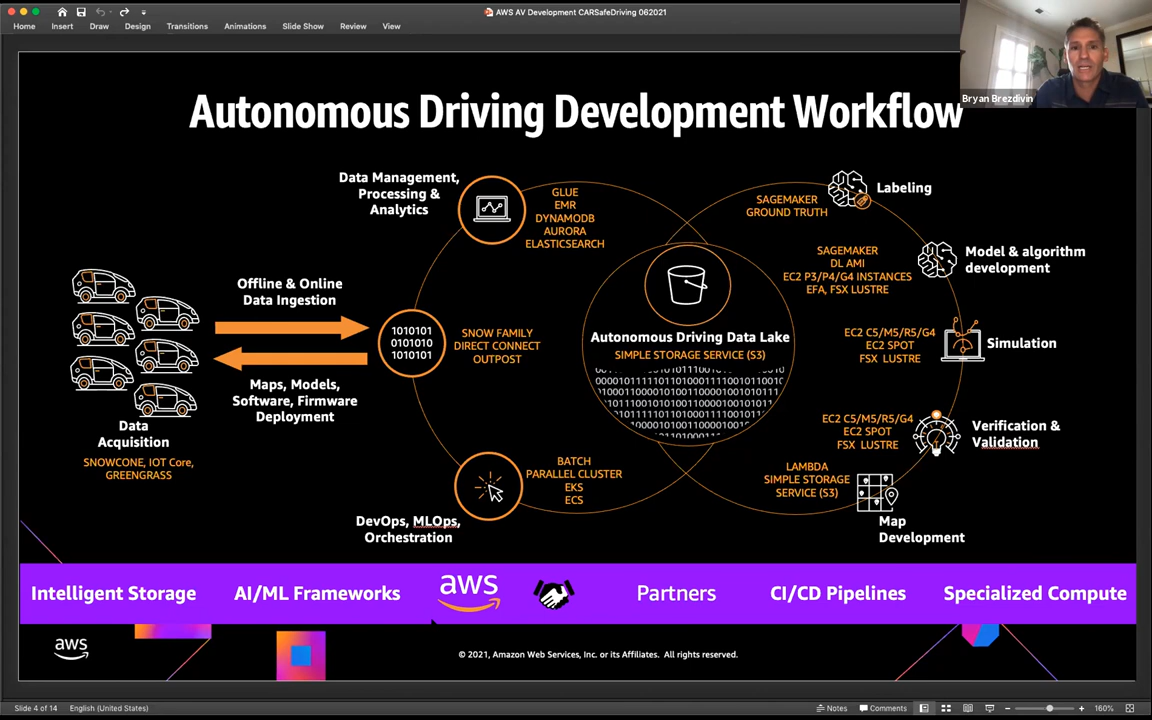 AWS AV Development CARSafeDriving 062021
Home Insert Draw Design Transitions Animations Slide Show Review View
Bryan Brezdivin
Autonomous Driving Development Workflow
Data Management,
Processing &
Analytics
GLUE
EMR
DYNAMODB
AURORA
ELASTICSEARCH
SAGEMAKER
GROUND TRUTH
Labeling
SAGEMAKER
DL AMI
EC2 P3/P4/G4 INSTANCES
EFA, FSX LUSTRE
Model & algorithm
development
Offline & Online
Data Ingestion
1010101
0101010
1010101
SNOW FAMILY
DIRECT CONNECT
OUTPOST
Autonomous Driving Data Lake
SIMPLE STORAGE SERVICE (S3)
EC2 C5/M5/R5/G4
EC2 SPOT
FSX LUSTRE
Simulation
Maps, Models,
Software, Firmware
Deployment
Data
Acquisition
SNOWCONE, IOT Core,
GREENGRASS
EC2 C5/M5/R5/G4
EC2 SPOT
FSX LUSTRE
Verification &
Validation
BATCH
PARALLEL CLUSTER
EKS
ECS
DevOps, MLOps,
Orchestration
LAMBDA
SIMPLE STORAGE
SERVICE (S3)
Map
Development
Intelligent Storage AI/ML Frameworks aws Partners CI/CD Pipelines Specialized Compute
aws
© 2021, Amazon Web Services, Inc. or its Affiliates. All rights reserved.
Slide 4 of 14 English (United States) Notes Comments 160%